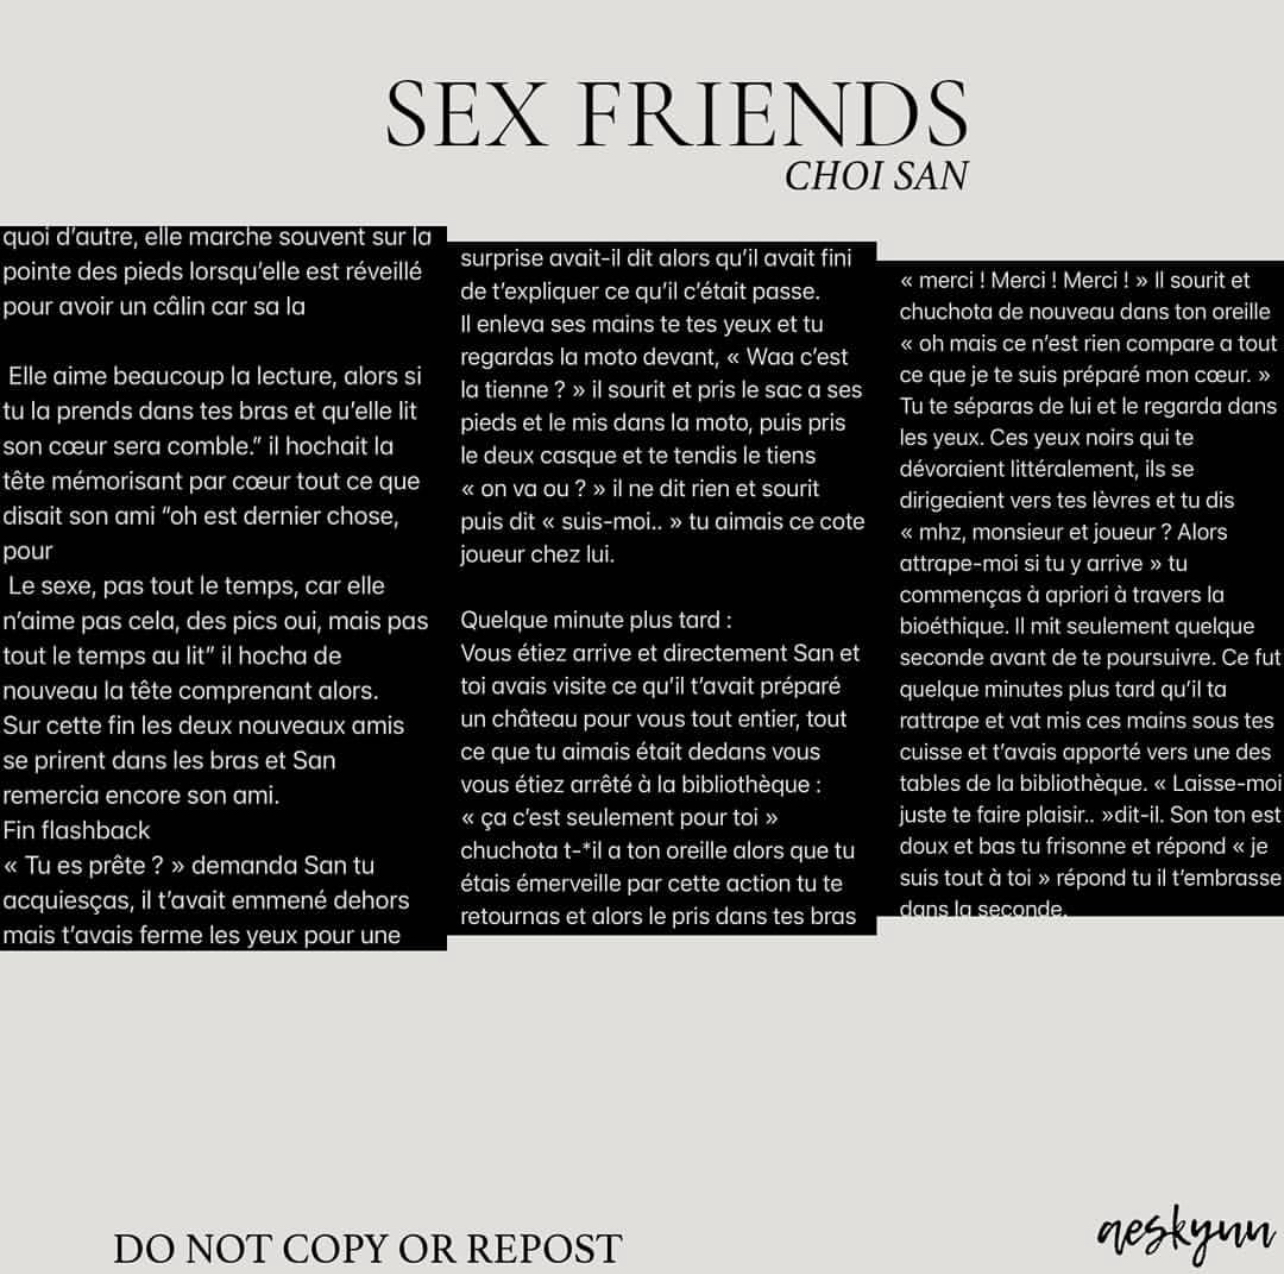 SEX FRIENDS
CHOI SAN
quoi d'autre, elle marche souvent sur la
pointe des pieds lorsqu'elle est réveillé
pour avoir un câlin car sa la
Elle aime beaucoup la lecture, alors si
tu la prends dans tes bras et qu'elle lit
son cœur sera comble." il hochait la
tête mémorisant par cœur tout ce que
disait son ami "oh est dernier chose,
pour
Le sexe, pas tout le temps, car elle
n'aime pas cela, des pics oui, mais pas
tout le temps au lit" il hocha de
nouveau la tête comprenant alors.
Sur cette fin les deux nouveaux amis
se prirent dans les bras et San
remercia encore son ami.
Fin flashback
« Tu es prête ? » demanda San tu
acquiesças, il t'avait emmené dehors
mais t'avais ferme les yeux pour une
surprise avait-il dit alors qu'il avait fini
de t'expliquer ce qu'il c'était passe.
Il enleva ses mains te tes yeux et tu
regardas la moto devant, « Waa c'est
la tienne ? » il sourit et pris le sac a ses
pieds et le mis dans la moto, puis pris
le deux casque et te tendis le tiens
« on va ou ? » il ne dit rien et sourit
puis dit « suis-moi.. » tu aimais ce cote
joueur chez lui.
Quelque minute plus tard :
Vous étiez arrive et directement San et
toi avais visite ce qu'il t'avait préparé
un château pour vous tout entier, tout
ce que tu aimais était dedans vous
vous étiez arrêté à la bibliothèque :
« ça c'est seulement pour toi »
chuchota t-*il a ton oreille alors que tu
étais émerveille par cette action tu te
retournas et alors le pris dans tes bras
« merci ! Merci ! Merci ! » Il sourit et
chuchota de nouveau dans ton oreille
« oh mais ce n'est rien compare a tout
ce que je te suis préparé mon cœur. »
Tu te séparas de lui et le regarda dans
les yeux. Ces yeux noirs qui te
dévoraient littéralement, ils se
dirigeaient vers tes lèvres et tu dis
« mhz, monsieur et joueur ? Alors
attrape-moi si tu y arrive » tu
commenças à apriori à travers la
bioéthique. Il mit seulement quelque
seconde avant de te poursuivre. Ce fut
quelque minutes plus tard qu'il ta
rattrape et vat mis ces mains sous tes
cuisse et t'avais apporté vers une des
tables de la bibliothèque. « Laisse-moi
juste te faire plaisir.. »dit-il. Son ton est
doux et bas tu frisonne et répond « je
suis tout à toi » répond tu il t'embrasse
dans la seconde.
DO NOT COPY OR REPOST
aeskynn